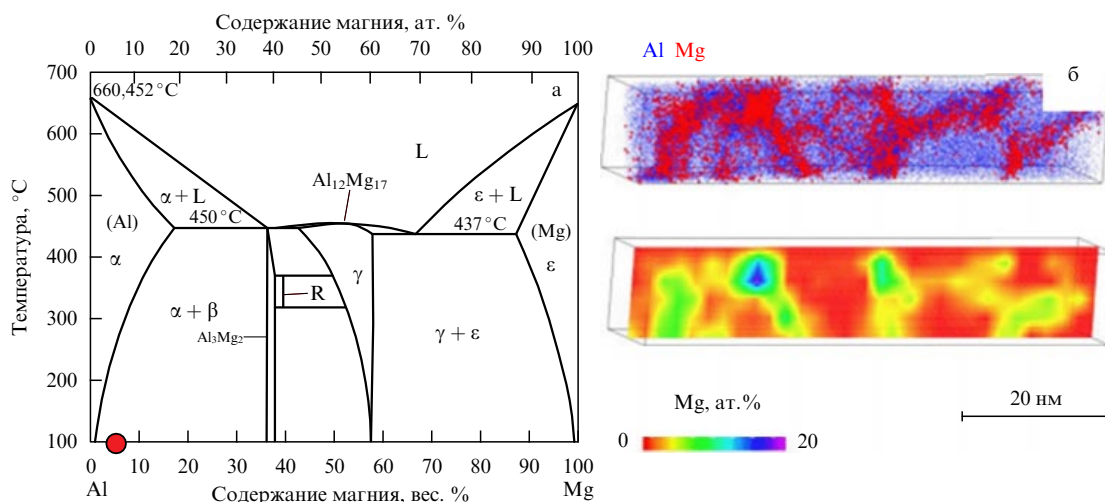 Содержание магния, ат. %
0 10 20 30 40 50 60 70 80 90 100
700
600
500
400
300
200
100
Температура, °C
660,452 °C
а
L
Al12Mg17
α + L
ε + L
450 °C
437 °C
(Al)
α
(Mg)
ε
γ
R
α + β
Al3Mg2
γ + ε
0 10 20 30 40 50 60 70 80 90 100
Al
Содержание магния, вес. %
Mg
Al Mg
б
Mg, ат.%
0
20
20 нм